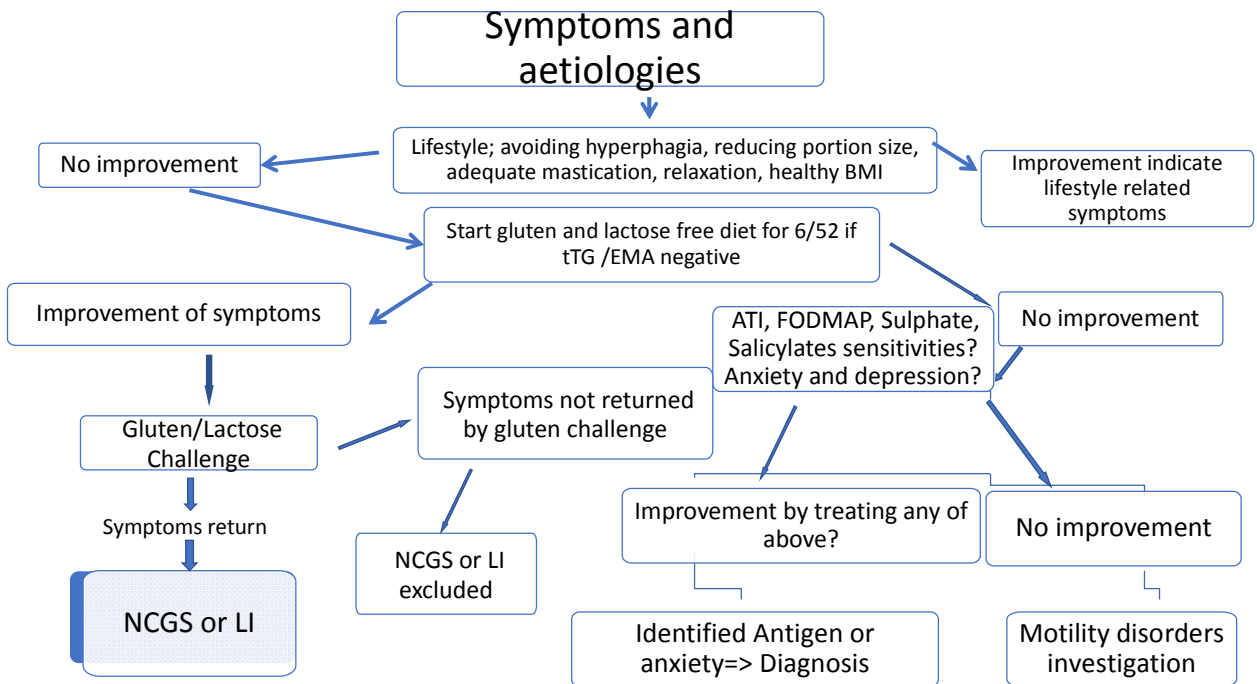 Symptoms and
aetiologies
No improvement
Lifestyle; avoiding hyperphagia, reducing portion size,
adequate mastication, relaxation, healthy BMI
Improvement indicate
lifestyle related
symptoms
Start gluten and lactose free diet for 6/52 if
tTG /EMA negative
Improvement of symptoms
ATI, FODMAP, Sulphate,
Salicylates sensitivities?
Anxiety and depression?
No improvement
Gluten/Lactose
Challenge
Symptoms not returned
by gluten challenge
Symptoms return
NCGS or LI
NCGS or LI
excluded
Improvement by treating any of
above?
No improvement
Identified Antigen or
anxiety=> Diagnosis
Motility disorders
investigation